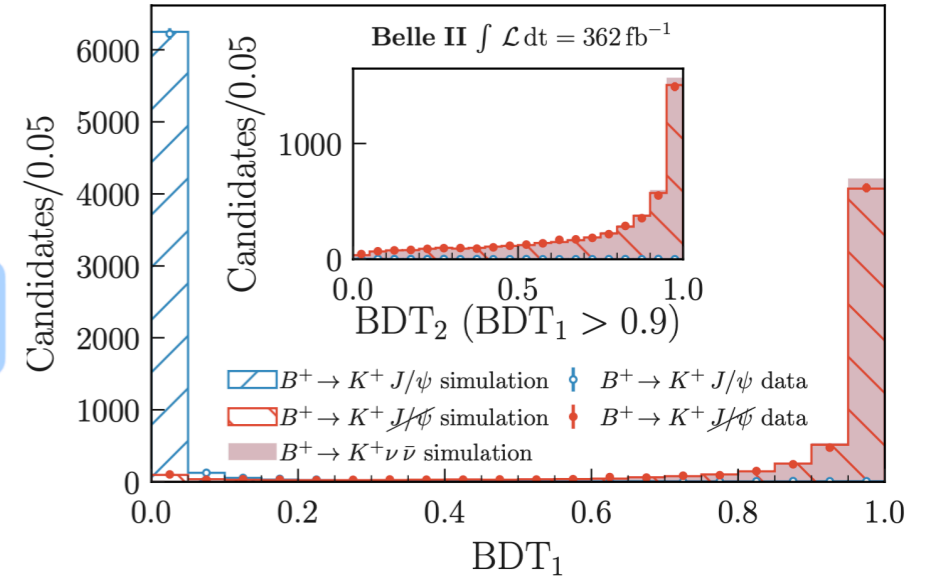 Belle II ∫ ℒ dt = 362 fb⁻¹
Candidates/0.05
6000
5000
4000
3000
2000
1000
0
Candidates/0.05
1000
0
0.0 0.5 1.0
BDT₂ (BDT₁ > 0.9)
B⁺ → K⁺ J/ψ simulation
B⁺ → K⁺ J/ψ data
B⁺ → K⁺ J̸/̸ψ̸ simulation
B⁺ → K⁺ J̸/̸ψ̸ data
B⁺ → K⁺ν ν̄ simulation
0.0 0.2 0.4 0.6 0.8 1.0
BDT₁